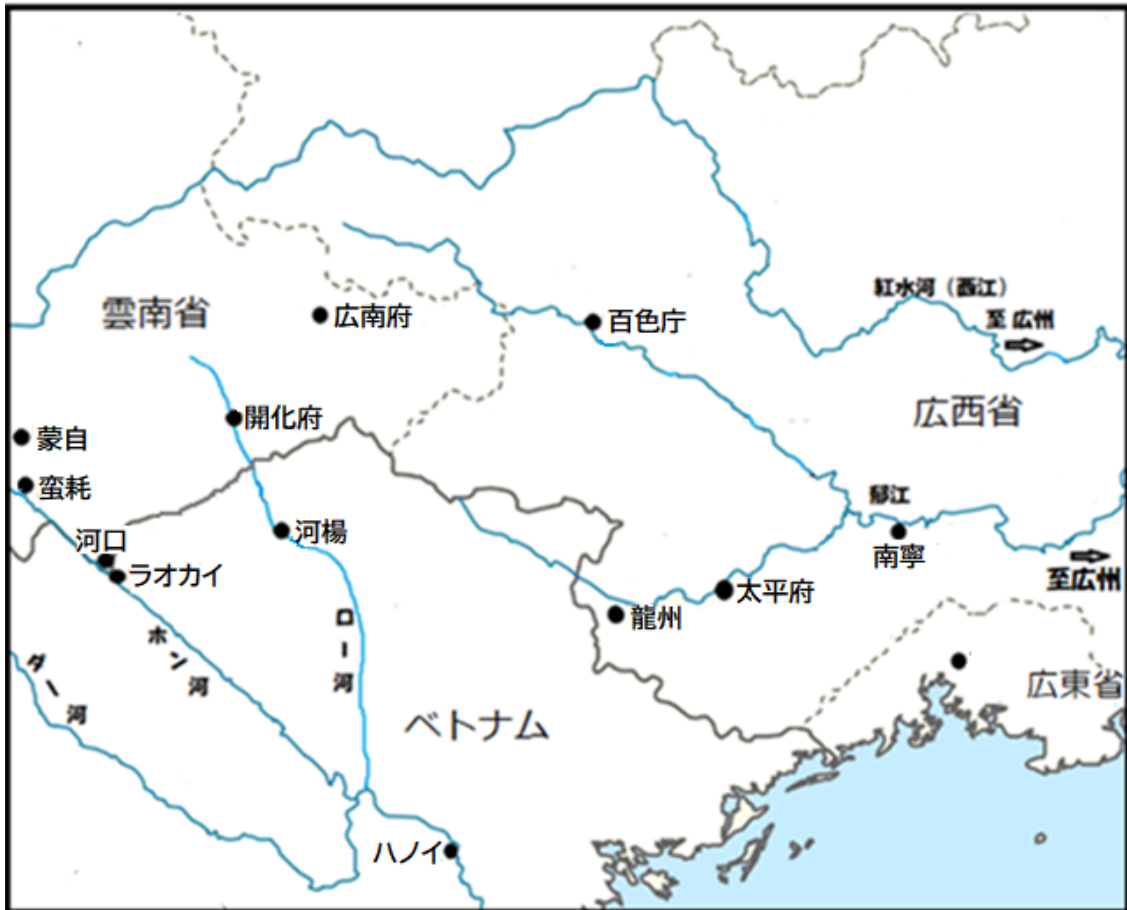 紅水河（西江）
至 広州
雲南省
広南府
百色庁
広西省
開化府
蒙自
蛮耗
鬱江
河楊
南寧
河口
ラオカイ
至広州
太平府
龍州
ロー河
ホン河
ダー河
広東省
ベトナム
ハノイ